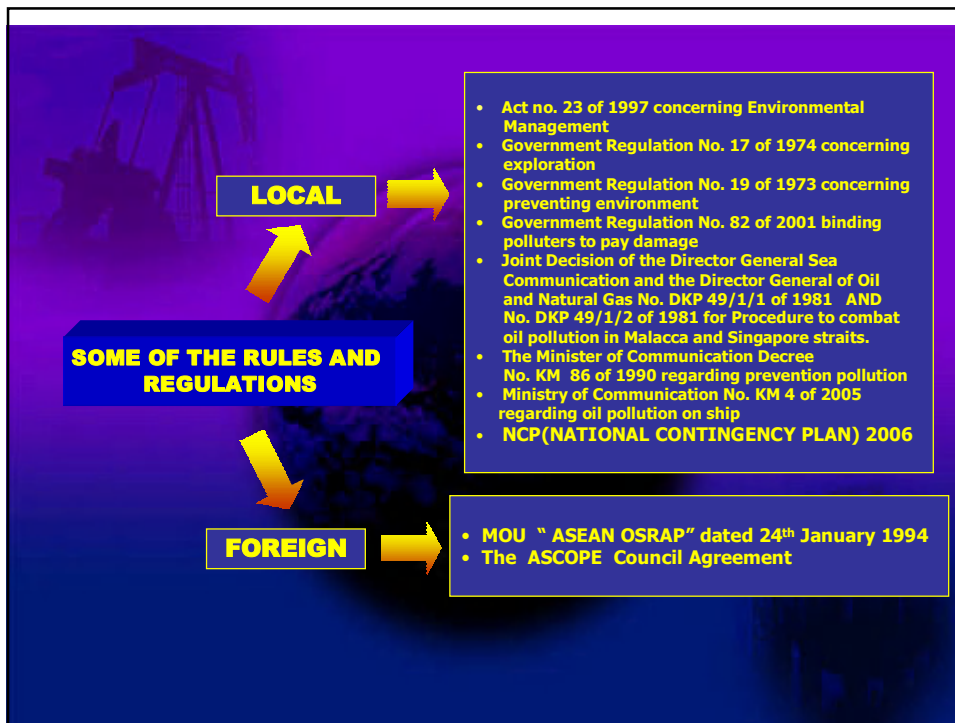 SOME OF THE RULES AND
REGULATIONS
LOCAL
• Act no. 23 of 1997 concerning Environmental
Management
• Government Regulation No. 17 of 1974 concerning
exploration
• Government Regulation No. 19 of 1973 concerning
preventing environment
• Government Regulation No. 82 of 2001 binding
polluters to pay damage
• Joint Decision of the Director General Sea
Communication and the Director General of Oil
and Natural Gas No. DKP 49/1/1 of 1981 AND
No. DKP 49/1/2 of 1981 for Procedure to combat
oil pollution in Malacca and Singapore straits.
• The Minister of Communication Decree
No. KM 86 of 1990 regarding prevention pollution
• Ministry of Communication No. KM 4 of 2005
regarding oil pollution on ship
• NCP(NATIONAL CONTINGENCY PLAN) 2006
FOREIGN
• MOU “ ASEAN OSRAP” dated 24th January 1994
• The ASCOPE Council Agreement